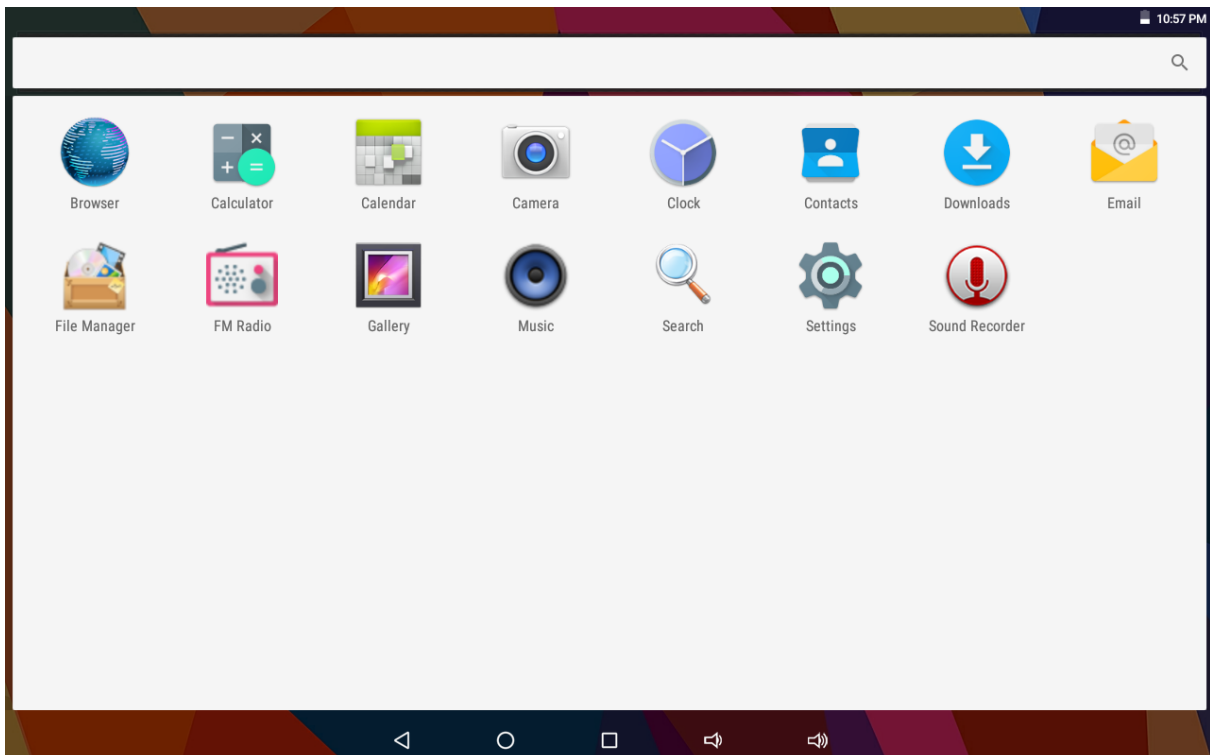 10:57 PM
Browser
Calculator
Calendar
Camera
Clock
Contacts
Downloads
Email
File Manager
FM Radio
Gallery
Music
Search
Settings
Sound Recorder